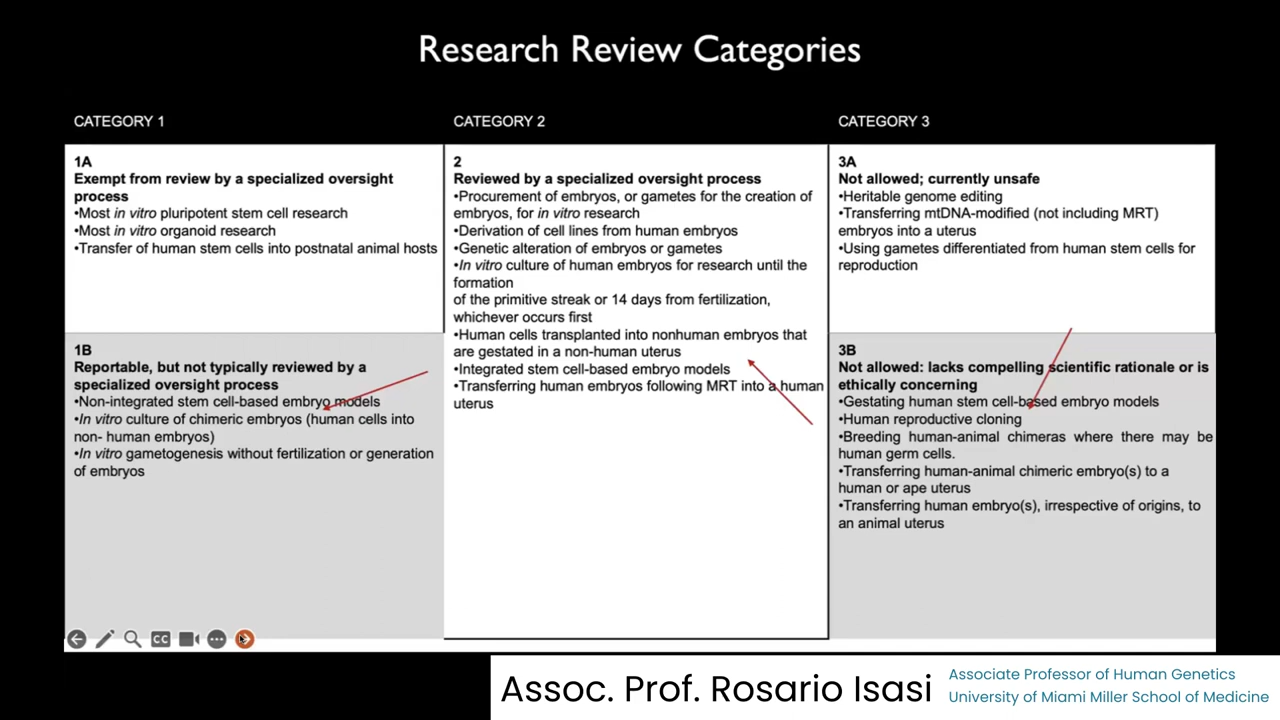 Research Review Categories
CATEGORY 1
CATEGORY 2
CATEGORY 3
1A
Exempt from review by a specialized oversight
process
•Most in vitro pluripotent stem cell research
•Most in vitro organoid research
•Transfer of human stem cells into postnatal animal hosts
1B
Reportable, but not typically reviewed by a
specialized oversight process
•Non-integrated stem cell-based embryo models
•In vitro culture of chimeric embryos (human cells into
non- human embryos)
•In vitro gametogenesis without fertilization or generation
of embryos
2
Reviewed by a specialized oversight process
•Procurement of embryos, or gametes for the creation of
embryos, for in vitro research
•Derivation of cell lines from human embryos
•Genetic alteration of embryos or gametes
•In vitro culture of human embryos for research until the
formation
of the primitive streak or 14 days from fertilization,
whichever occurs first
•Human cells transplanted into nonhuman embryos that
are gestated in a non-human uterus
•Integrated stem cell-based embryo models
•Transferring human embryos following MRT into a human
uterus
3A
Not allowed; currently unsafe
•Heritable genome editing
•Transferring mtDNA-modified (not including MRT)
embryos into a uterus
•Using gametes differentiated from human stem cells for
reproduction
3B
Not allowed: lacks compelling scientific rationale or is
ethically concerning
•Gestating human stem cell-based embryo models
•Human reproductive cloning
•Breeding human-animal chimeras where there may be
human germ cells.
•Transferring human-animal chimeric embryo(s) to a
human or ape uterus
•Transferring human embryo(s), irrespective of origins, to
an animal uterus
CC
Assoc. Prof. Rosario Isasi
Associate Professor of Human Genetics
University of Miami Miller School of Medicine